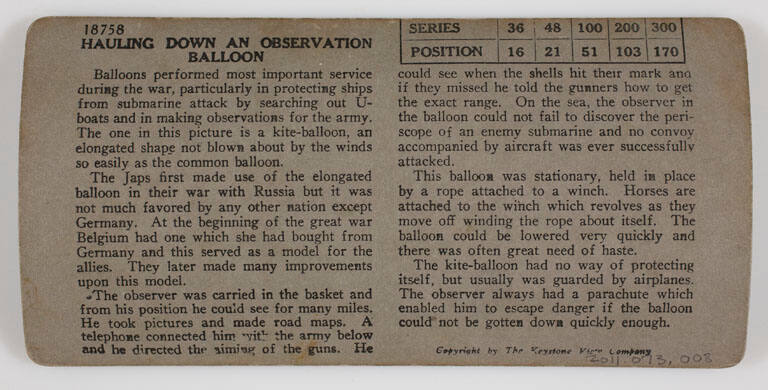 18758
HAULING DOWN AN OBSERVATION
BALLOON
Balloons performed most important service
during the war, particularly in protecting ships
from submarine attack by searching out U-
boats and in making observations for the army.
The one in this picture is a kite-balloon, an
elongated shape not blown about by the winds
so easily as the common balloon.
The Japs first made use of the elongated
balloon in their war with Russia but it was
not much favored by any other nation except
Germany. At the beginning of the great war
Belgium had one which she had bought from
Germany and this served as a model for the
allies. They later made many improvements
upon this model.
The observer was carried in the basket and
from his position he could see for many miles.
He took pictures and made road maps. A
telephone connected him with the army below
and he directed the aiming of the guns. He
SERIES 36 48 100 200 300
POSITION 16 21 51 103 170
could see when the shells hit their mark and
if they missed he told the gunners how to get
the exact range. On the sea, the observer in
the balloon could not fail to discover the peri-
scope of an enemy submarine and no convoy
accompanied by aircraft was ever successfully
attacked.
This balloon was stationary, held in place
by a rope attached to a winch. Horses are
attached to the winch which revolves as they
move off winding the rope about itself. The
balloon could be lowered very quickly and
there was often great need of haste.
The kite-balloon had no way of protecting
itself, but usually was guarded by airplanes.
The observer always had a parachute which
enabled him to escape danger if the balloon
could not be gotten down quickly enough.
Copyright by The Keystone View Company
2011.013.008